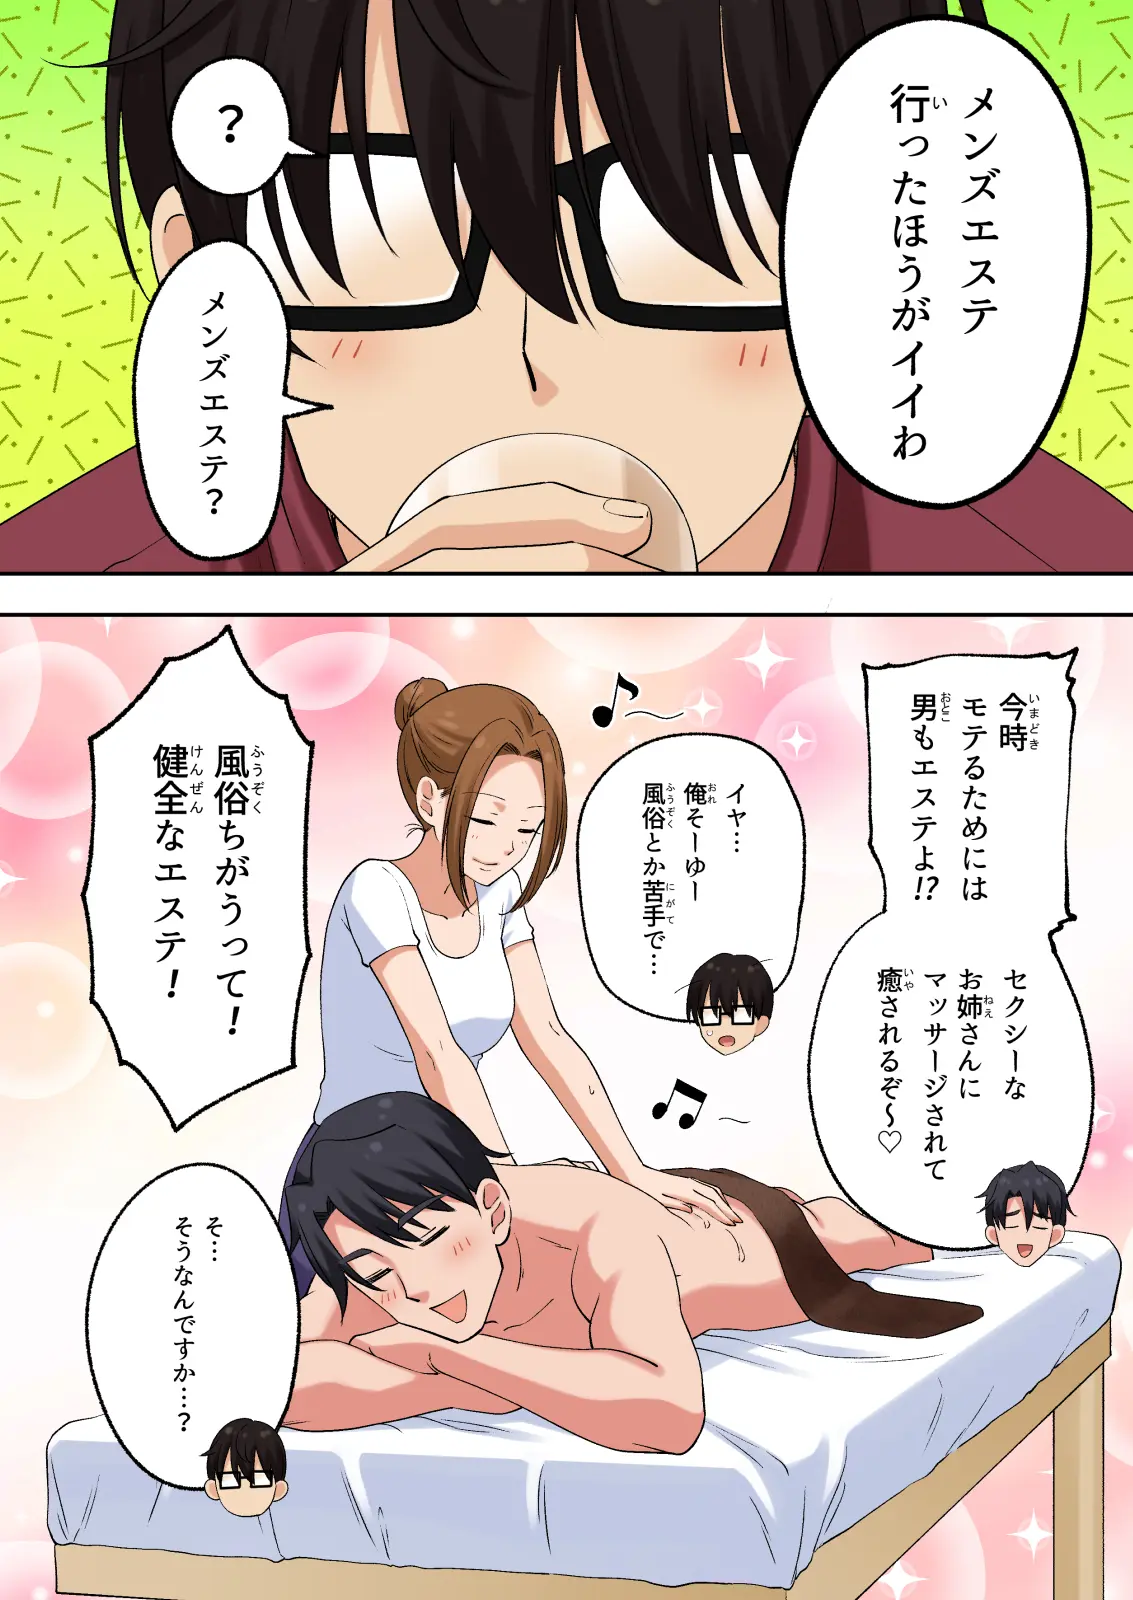 メンズエステ
行ったほうがイイわ
？
メンズエステ？
今時
モテるためには
男もエステよ!?
セクシーな
お姉さんに
マッサージされて
癒されるぞ〜♡
イヤ…
俺そーゆー
風俗とか苦手で…
風俗ちがうって！
健全なエステ！
そ…
そうなんですか…？